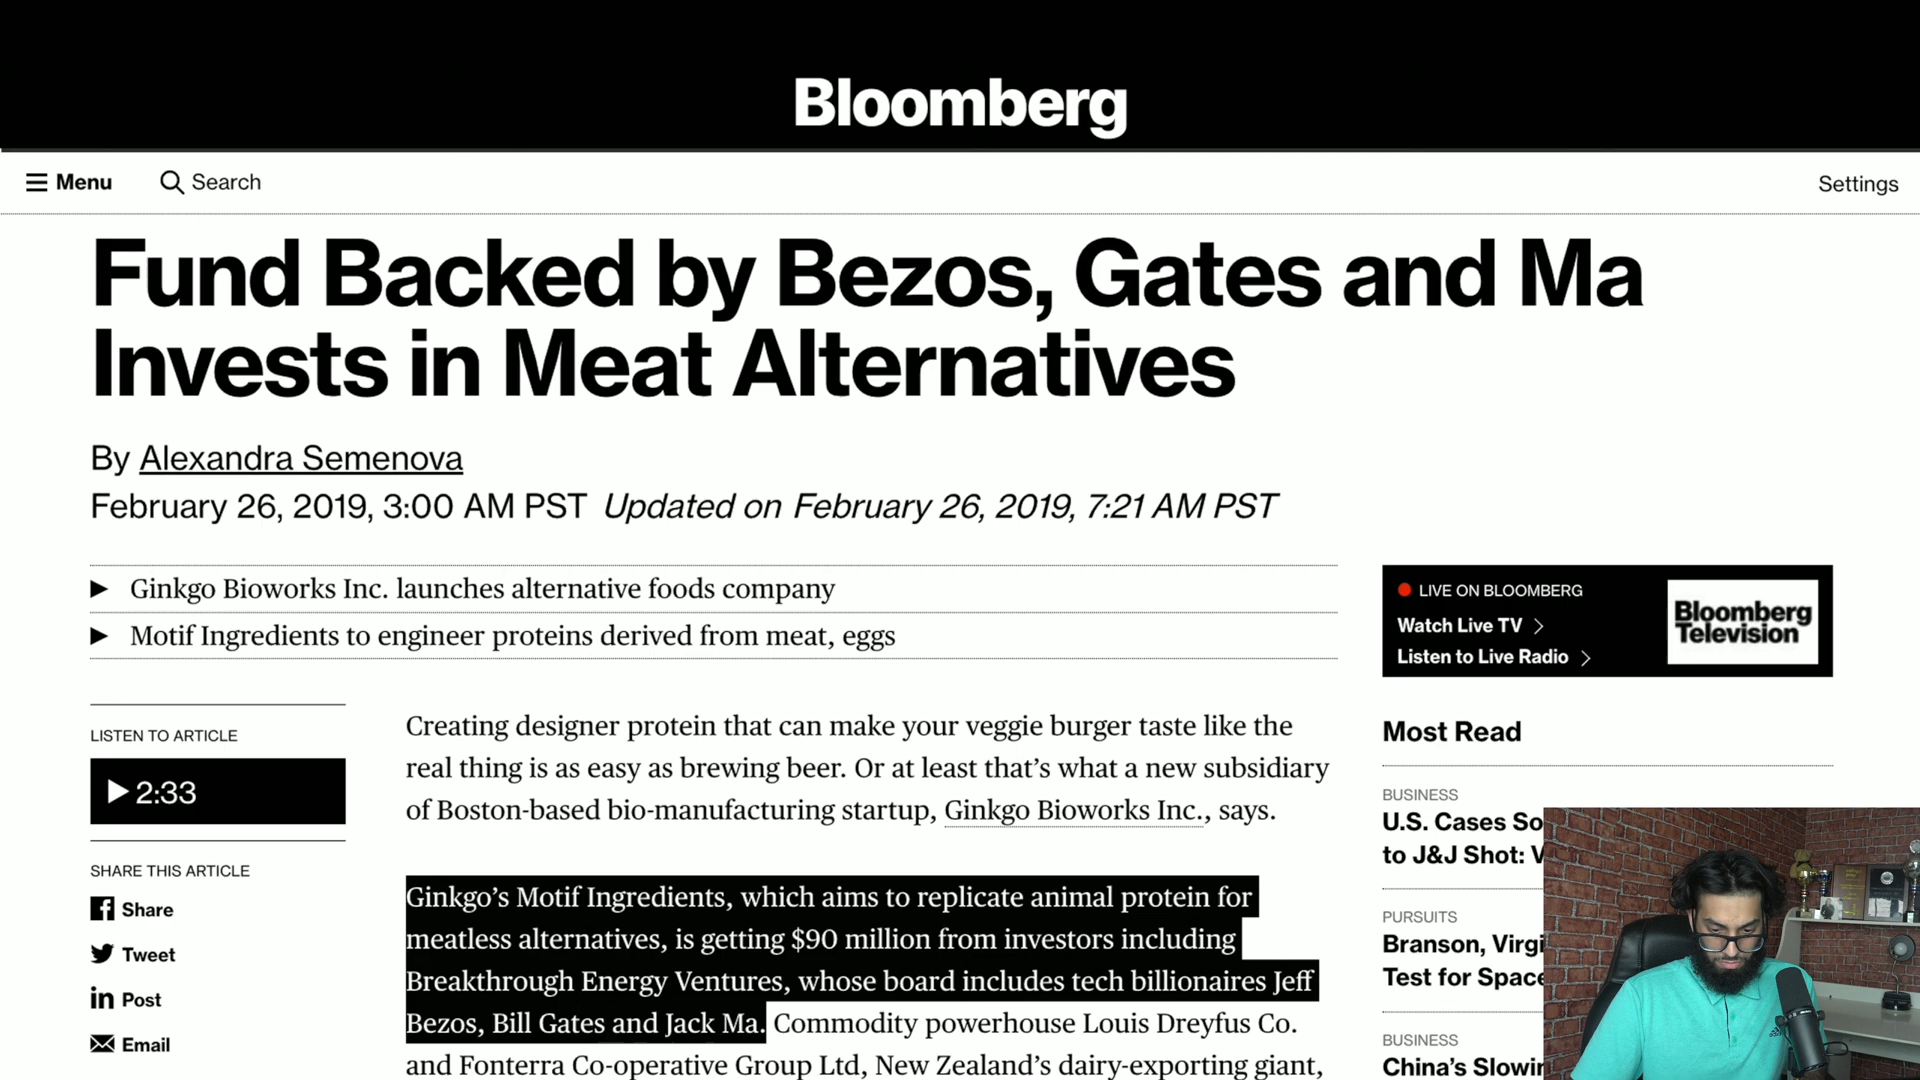 Bloomberg
Menu
Search
Settings
Fund Backed by Bezos, Gates and Ma
Invests in Meat Alternatives
By Alexandra Semenova
February 26, 2019, 3:00 AM PST Updated on February 26, 2019, 7:21 AM PST
Ginkgo Bioworks Inc. launches alternative foods company
Motif Ingredients to engineer proteins derived from meat, eggs
LISTEN TO ARTICLE
2:33
SHARE THIS ARTICLE
Share
Tweet
Post
Email
Creating designer protein that can make your veggie burger taste like the
real thing is as easy as brewing beer. Or at least that’s what a new subsidiary
of Boston-based bio-manufacturing startup, Ginkgo Bioworks Inc., says.
Ginkgo’s Motif Ingredients, which aims to replicate animal protein for
meatless alternatives, is getting $90 million from investors including
Breakthrough Energy Ventures, whose board includes tech billionaires Jeff
Bezos, Bill Gates and Jack Ma. Commodity powerhouse Louis Dreyfus Co.
and Fonterra Co-operative Group Ltd, New Zealand’s dairy-exporting giant,
LIVE ON BLOOMBERG
Watch Live TV
Listen to Live Radio
Bloomberg
Television
Most Read
BUSINESS
U.S. Cases So
to J&J Shot: V
PURSUITS
Branson, Virgi
Test for Space
BUSINESS
China’s Slowin